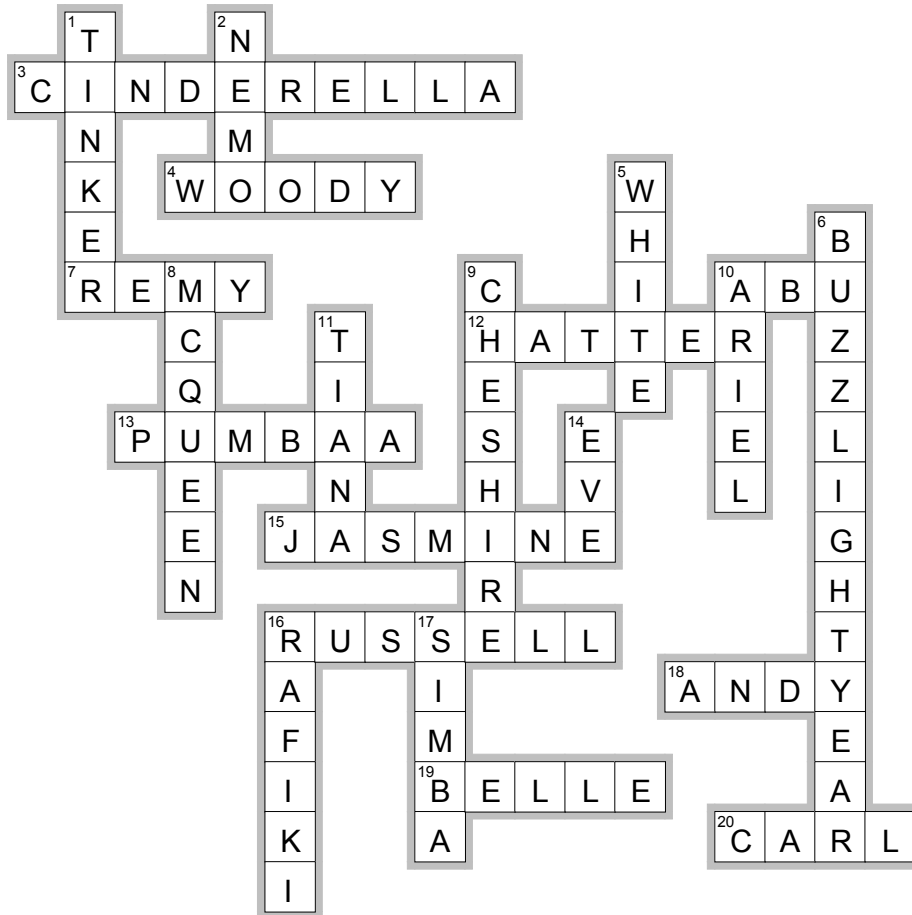 1 2
T N
3
C I N D E R E L L A
N M
4 5
K W O O D Y W
6
E H B
7 8 9 10
R E M Y C I A B U
11 12
C T H A T T E R Z
Q I E E I Z
13 14
P U M B A A S E E L
E N H V L I
15
E J A S M I N E G
N R H
16 17
R U S S E L L T
18
A I A N D Y
F M E
19
I B E L L E A
20
K A C A R L
I